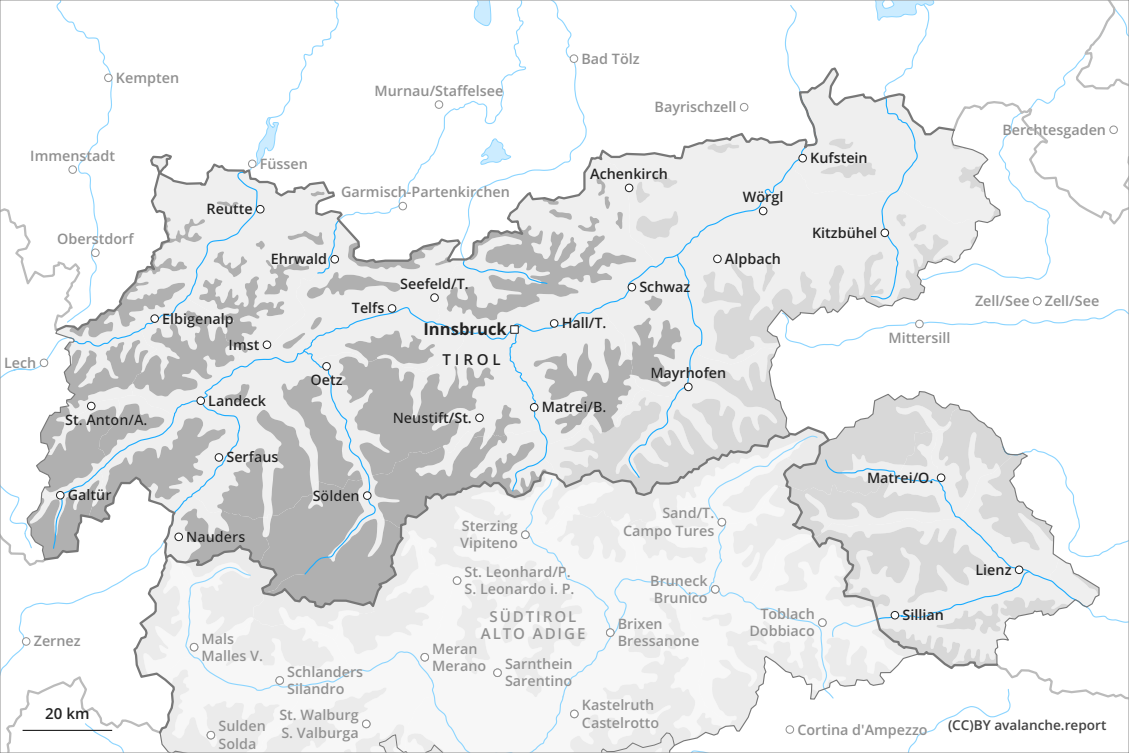 Kempten
Bad Tölz
Murnau/Staffelsee
Bayrischzell
Berchtesgaden
Immenstadt
Füssen
Kufstein
Achenkirch
Garmisch-Partenkirchen
Wörgl
Reutte
Kitzbühel
Oberstdorf
Ehrwald
Alpbach
Seefeld/T.
Schwaz
Zell/See
Zell/See
Telfs
Elbigenalp
Innsbruck
Hall/T.
Mittersill
Imst
TIROL
Lech
Oetz
Mayrhofen
Landeck
Matrei/B.
St. Anton/A.
Neustift/St.
Serfaus
Matrei/O.
Galtür
Sölden
Sand/T.
Campo Tures
Sterzing
Vipiteno
Nauders
St. Leonhard/P.
S. Leonardo i. P.
Lienz
Bruneck
Brunico
SÜDTIROL
ALTO ADIGE
Toblach
Dobbiaco
Sillian
Brixen
Bressanone
Zernez
Mals
Malles V.
Meran
Merano
Sarnthein
Sarentino
Schlanders
Silandro
Kastelruth
Castelrotto
20 km
St. Walburg
S. Valburga
Sulden
Solda
Cortina d'Ampezzo
(CC)BY avalanche.report